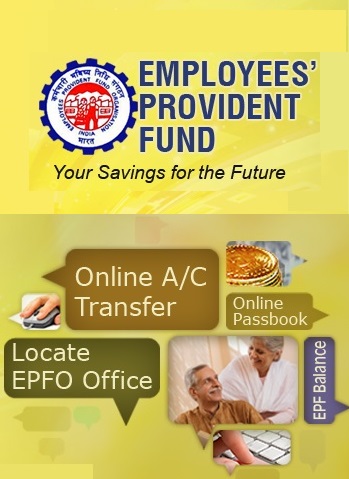 EMPLOYEES'
PROVIDENT
FUND
Your Savings for the Future
Online A/C
Transfer
Online
Passbook
Locate
EPFO Office
EPF Balance